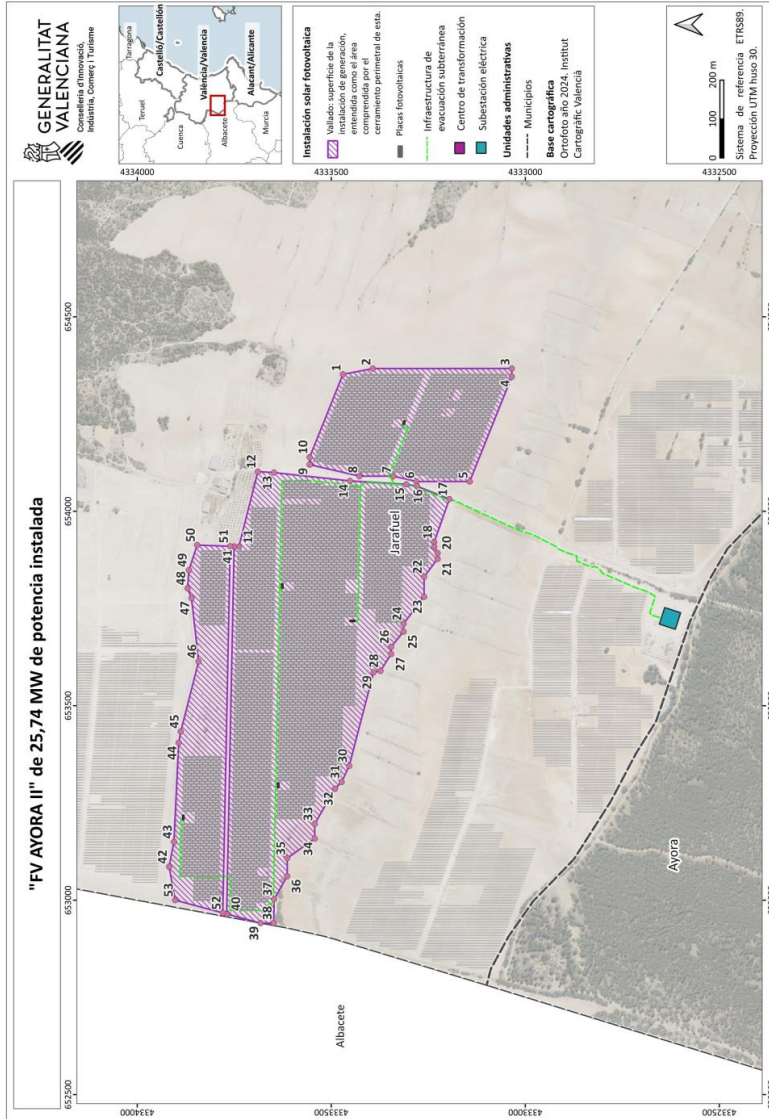 "FV AYORA II" de 25,74 MW de potencia instalada
GENERALITAT
VALENCIANA
Conselleria d'Innovació,
Indústria, Comerç i Turisme
Teruel
Tarragona
Castelló/Castellón
Cuenca
València/Valencia
Albacete
Alacant/Alicante
Murcia
Instalación solar fotovoltaica
Vallado: superficie de la
instalación de generación,
entendida como el área
comprendida por el
cerramiento perimetral de esta.
Placas fotovoltaicas
Infraestructura de
evacuación subterránea
Centro de transformación
Subestación eléctrica
Unidades administrativas
Municipios
Base cartográfica
Ortofoto año 2024. Institut
Cartogràfic Valencià
0 100 200 m
Sistema de referencia ETRS89.
Proyección UTM huso 30.
652500
653000
653500
654000
654500
4334000
4333500
4333000
4332500
4334000
4333500
4333000
4332500
Albacete
Jarafuel
Ayora
1
2
3
4
5
6
7
8
9
10
11
12
13
14
15
16
17
18
20
21
22
23
24
25
26
27
28
29
30
31
32
33
34
35
36
37
38
39
40
41
42
43
44
45
46
47
48
49
50
51
52
53